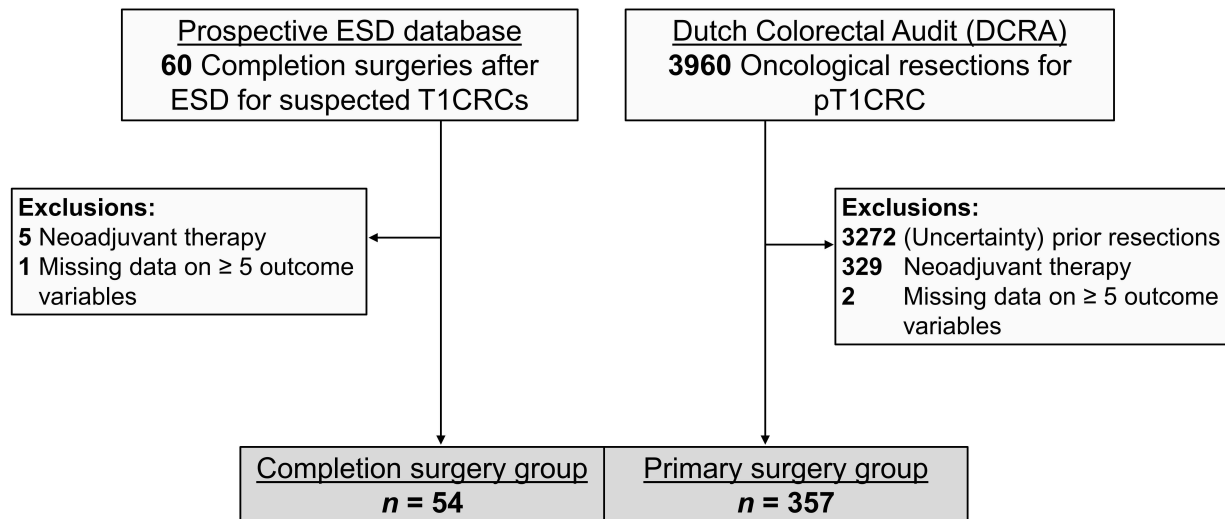 Prospective ESD database
60 Completion surgeries after
ESD for suspected T1CRCs
Dutch Colorectal Audit (DCRA)
3960 Oncological resections for
pT1CRC
Exclusions:
5 Neoadjuvant therapy
1 Missing data on ≥ 5 outcome
variables
Exclusions:
3272 (Uncertainty) prior resections
329 Neoadjuvant therapy
2 Missing data on ≥ 5 outcome
variables
Completion surgery group
n = 54
Primary surgery group
n = 357